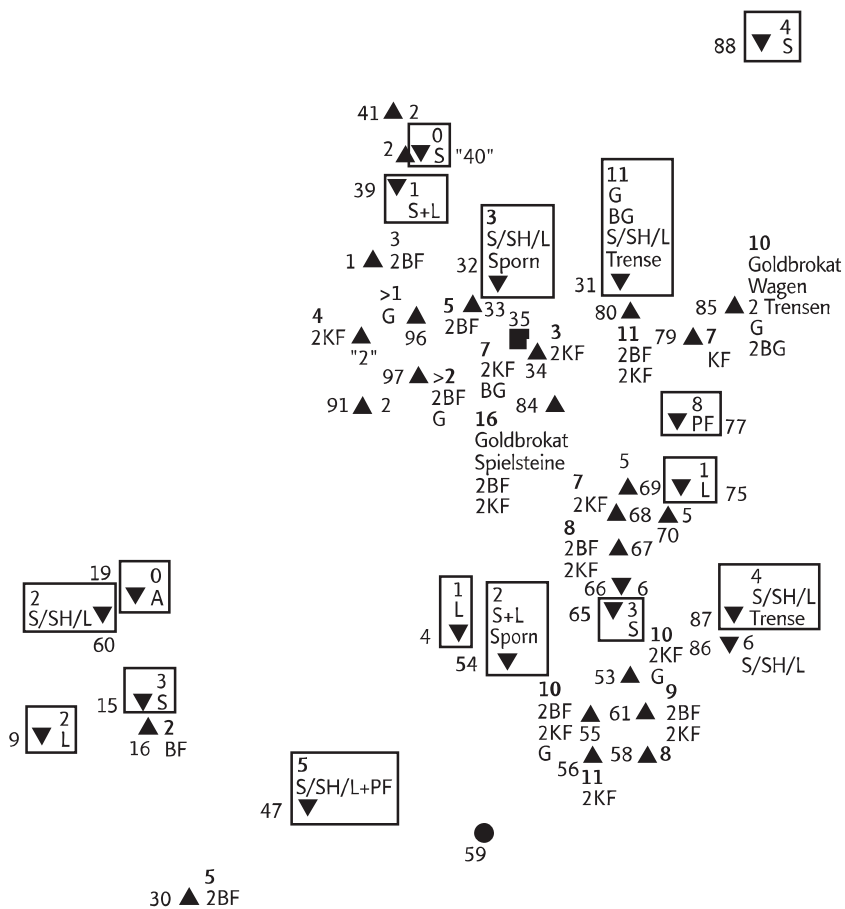 4
88
S
41
2
0
2
S
"40"
39
1
S+L
11
G
BG
S/SH/L
Trense
31
3
S/SH/L
Sporn
32
3
1
2BF
10
Goldbrokat
Wagen
2 Trensen
G
2BG
85
>1
G
96
5
2BF
33
4
2KF
"2"
35
3
2KF
34
80
11
2BF
2KF
79
7
KF
7
2KF
BG
97
>2
2BF
G
91
2
84
16
Goldbrokat
Spielsteine
2BF
2KF
8
PF
77
5
69
1
L
75
7
2KF
68
5
70
8
2BF
2KF
67
66
6
19
0
A
2
S/SH/L
60
1
L
4
2
S+L
Sporn
54
65
3
S
4
S/SH/L
Trense
87
86
6
S/SH/L
10
2KF
G
53
3
S
15
2
BF
16
2
L
9
10
2BF
2KF
G
55
61
9
2BF
2KF
56
11
2KF
58
8
5
S/SH/L+PF
47
59
5
2BF
30